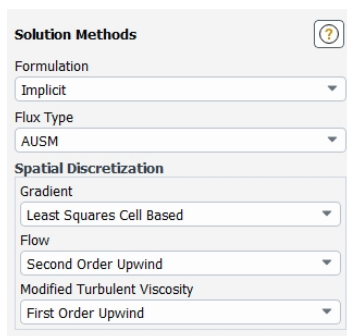 Solution Methods
?
Formulation
Implicit
Flux Type
AUSM
Spatial Discretization
Gradient
Least Squares Cell Based
Flow
Second Order Upwind
Modified Turbulent Viscosity
First Order Upwind